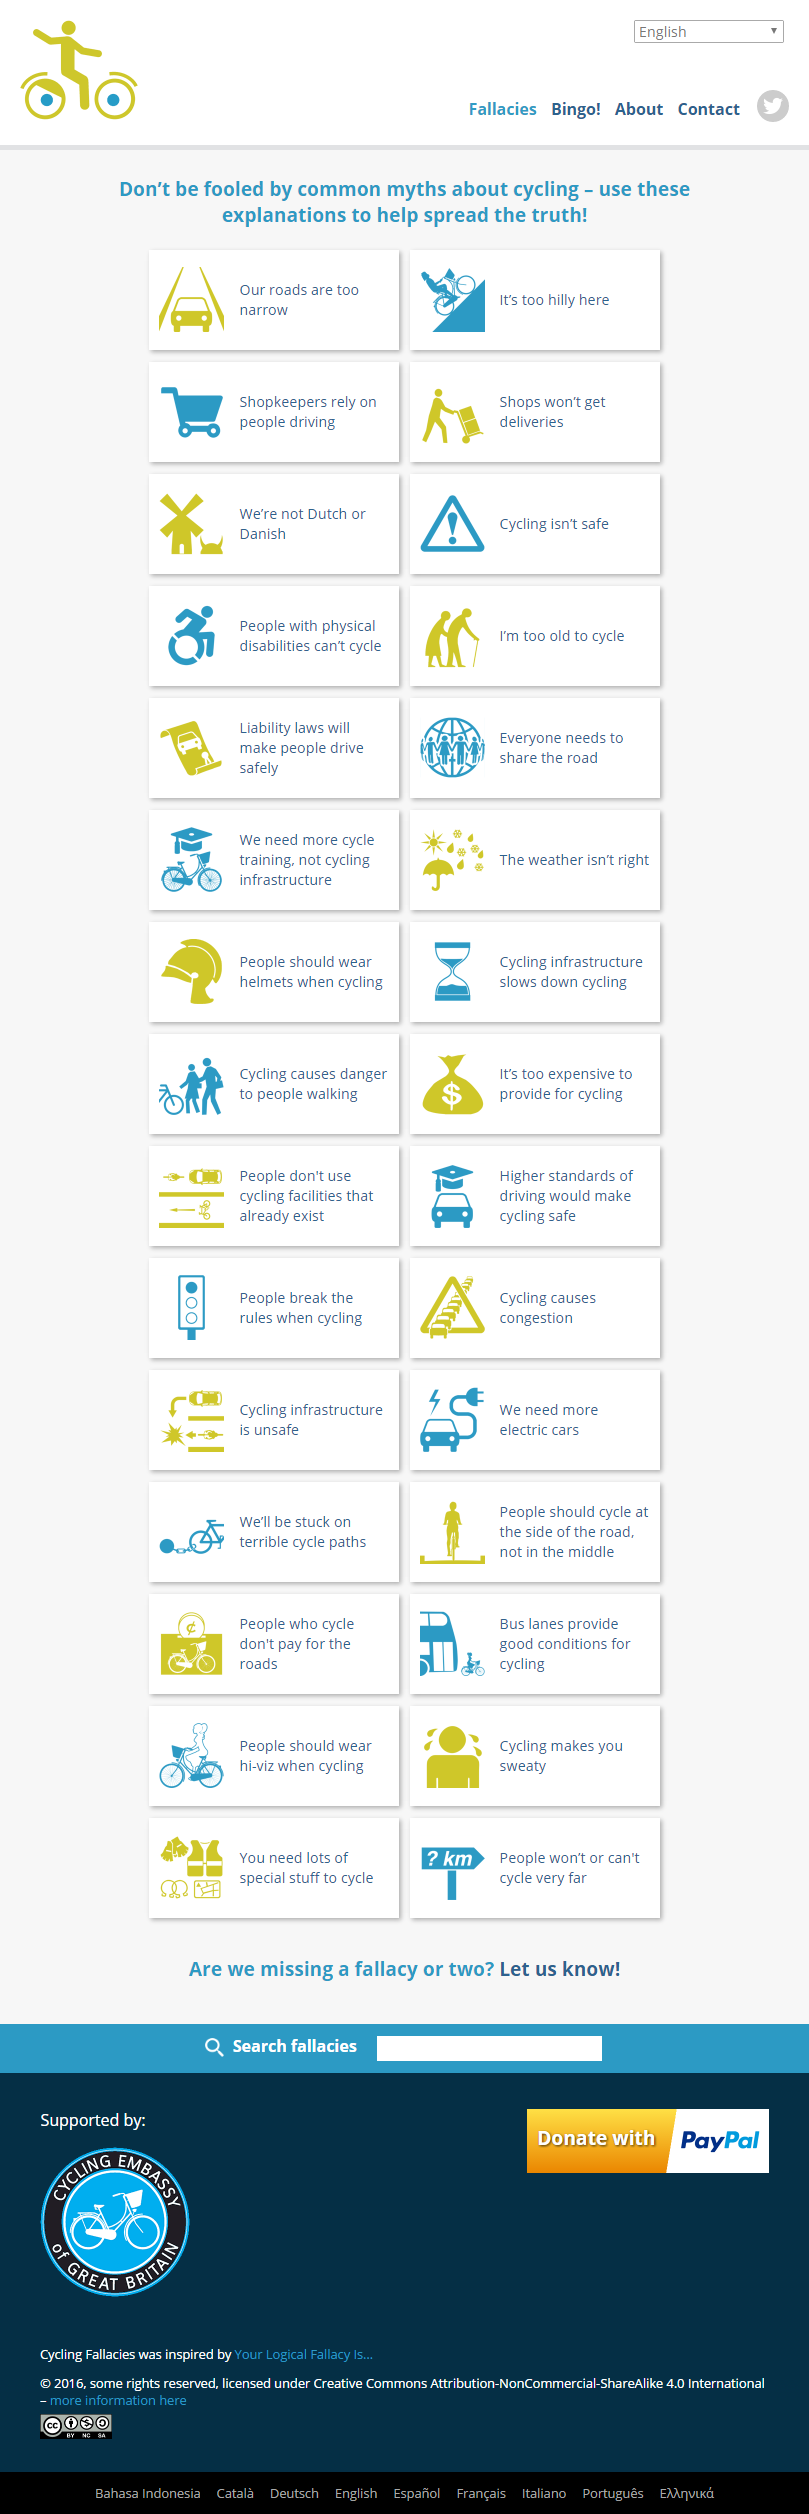 English
Fallacies Bingo! About Contact
Don’t be fooled by common myths about cycling – use these
explanations to help spread the truth!
Our roads are too
narrow
It’s too hilly here
Shopkeepers rely on
people driving
Shops won’t get
deliveries
We’re not Dutch or
Danish
Cycling isn’t safe
People with physical
disabilities can’t cycle
I’m too old to cycle
Liability laws will
make people drive
safely
Everyone needs to
share the road
We need more cycle
training, not cycling
infrastructure
The weather isn’t right
People should wear
helmets when cycling
Cycling infrastructure
slows down cycling
Cycling causes danger
to people walking
$
It’s too expensive to
provide for cycling
People don't use
cycling facilities that
already exist
Higher standards of
driving would make
cycling safe
People break the
rules when cycling
Cycling causes
congestion
Cycling infrastructure
is unsafe
We need more
electric cars
We’ll be stuck on
terrible cycle paths
People should cycle at
the side of the road,
not in the middle
¢
People who cycle
don't pay for the
roads
Bus lanes provide
good conditions for
cycling
People should wear
hi-viz when cycling
Cycling makes you
sweaty
You need lots of
special stuff to cycle
? km
People won’t or can't
cycle very far
Are we missing a fallacy or two? Let us know!
Search fallacies
Supported by:
Donate with PayPal
CYCLING EMBASSY
of GREAT BRITAIN
Cycling Fallacies was inspired by Your Logical Fallacy Is...
© 2016, some rights reserved, licensed under Creative Commons Attribution-NonCommercial-ShareAlike 4.0 International
– more information here
cc BY NC SA
Bahasa Indonesia Català Deutsch English Español Français Italiano Português Ελληνικά